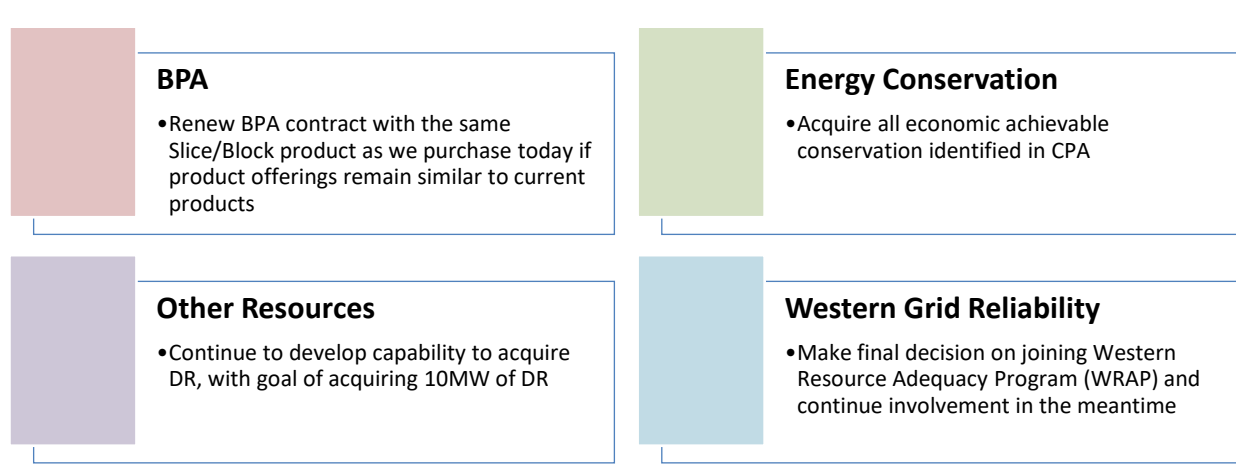 BPA
•Renew BPA contract with the same
Slice/Block product as we purchase today if
product offerings remain similar to current
products
Energy Conservation
•Acquire all economic achievable
conservation identified in CPA
Other Resources
•Continue to develop capability to acquire
DR, with goal of acquiring 10MW of DR
Western Grid Reliability
•Make final decision on joining Western
Resource Adequacy Program (WRAP) and
continue involvement in the meantime